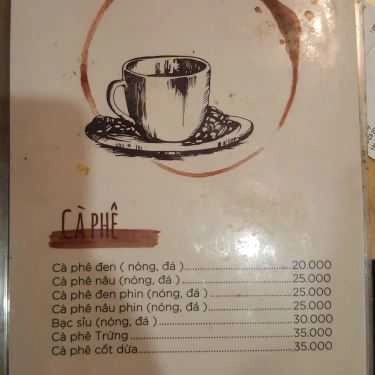 CÀ PHÊ
Cà phê đen ( nóng, đá ).......................... 20.000
Cà phê nâu (nóng, đá)............................ 25.000
Cà phê đen phin (nóng, đá)................... 25.000
Cà phê nâu phin (nóng, đá)................... 25.000
Bạc sỉu (nóng, đá ).................................. 30.000
Cà phê Trứng.......................................... 35.000
Cà phê cốt dừa....................................... 35.000